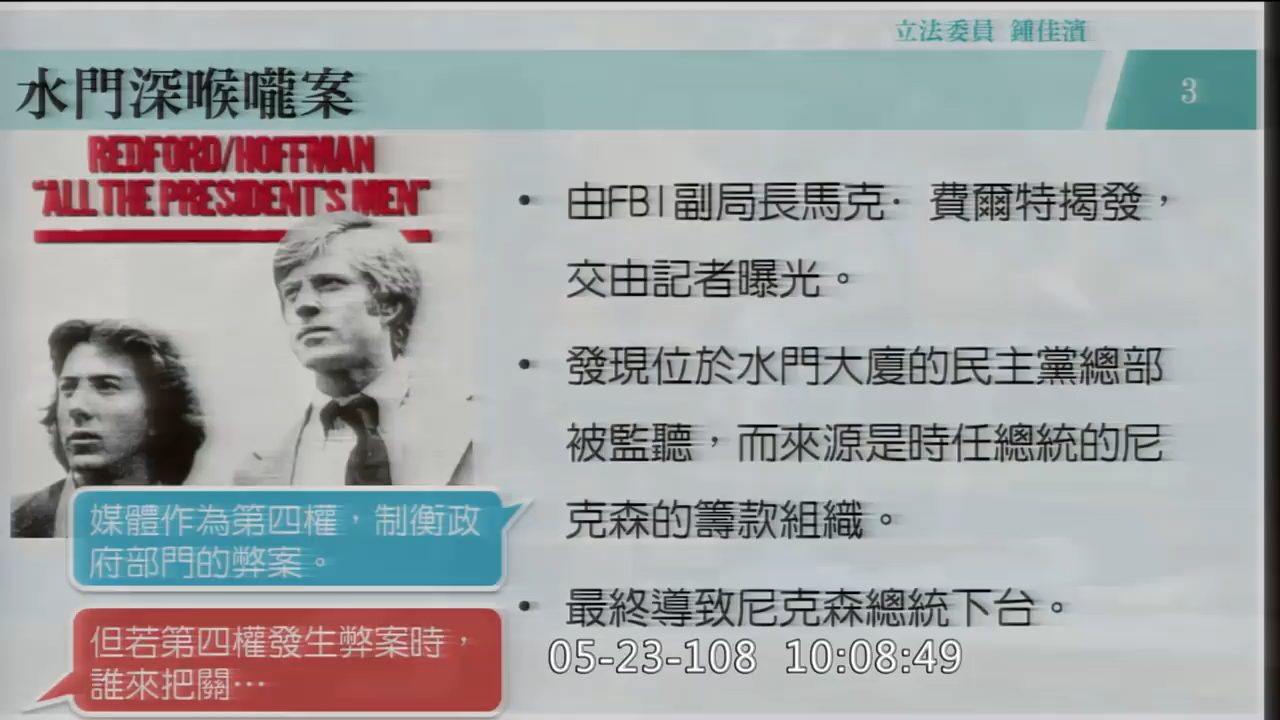 立法委員 鍾佳濱
水門深喉嚨案
3
REDFORD/HOFFMAN
"ALL THE PRESIDENT'S MEN"
• 由FBI副局長馬克· 費爾特揭發，
交由記者曝光。
• 發現位於水門大廈的民主黨總部
被監聽，而來源是時任總統的尼
克森的籌款組織。
• 最終導致尼克森總統下台。
媒體作為第四權，制衡政
府部門的弊案。
但若第四權發生弊案時，
誰來把關…
05-23-108 10:08:49